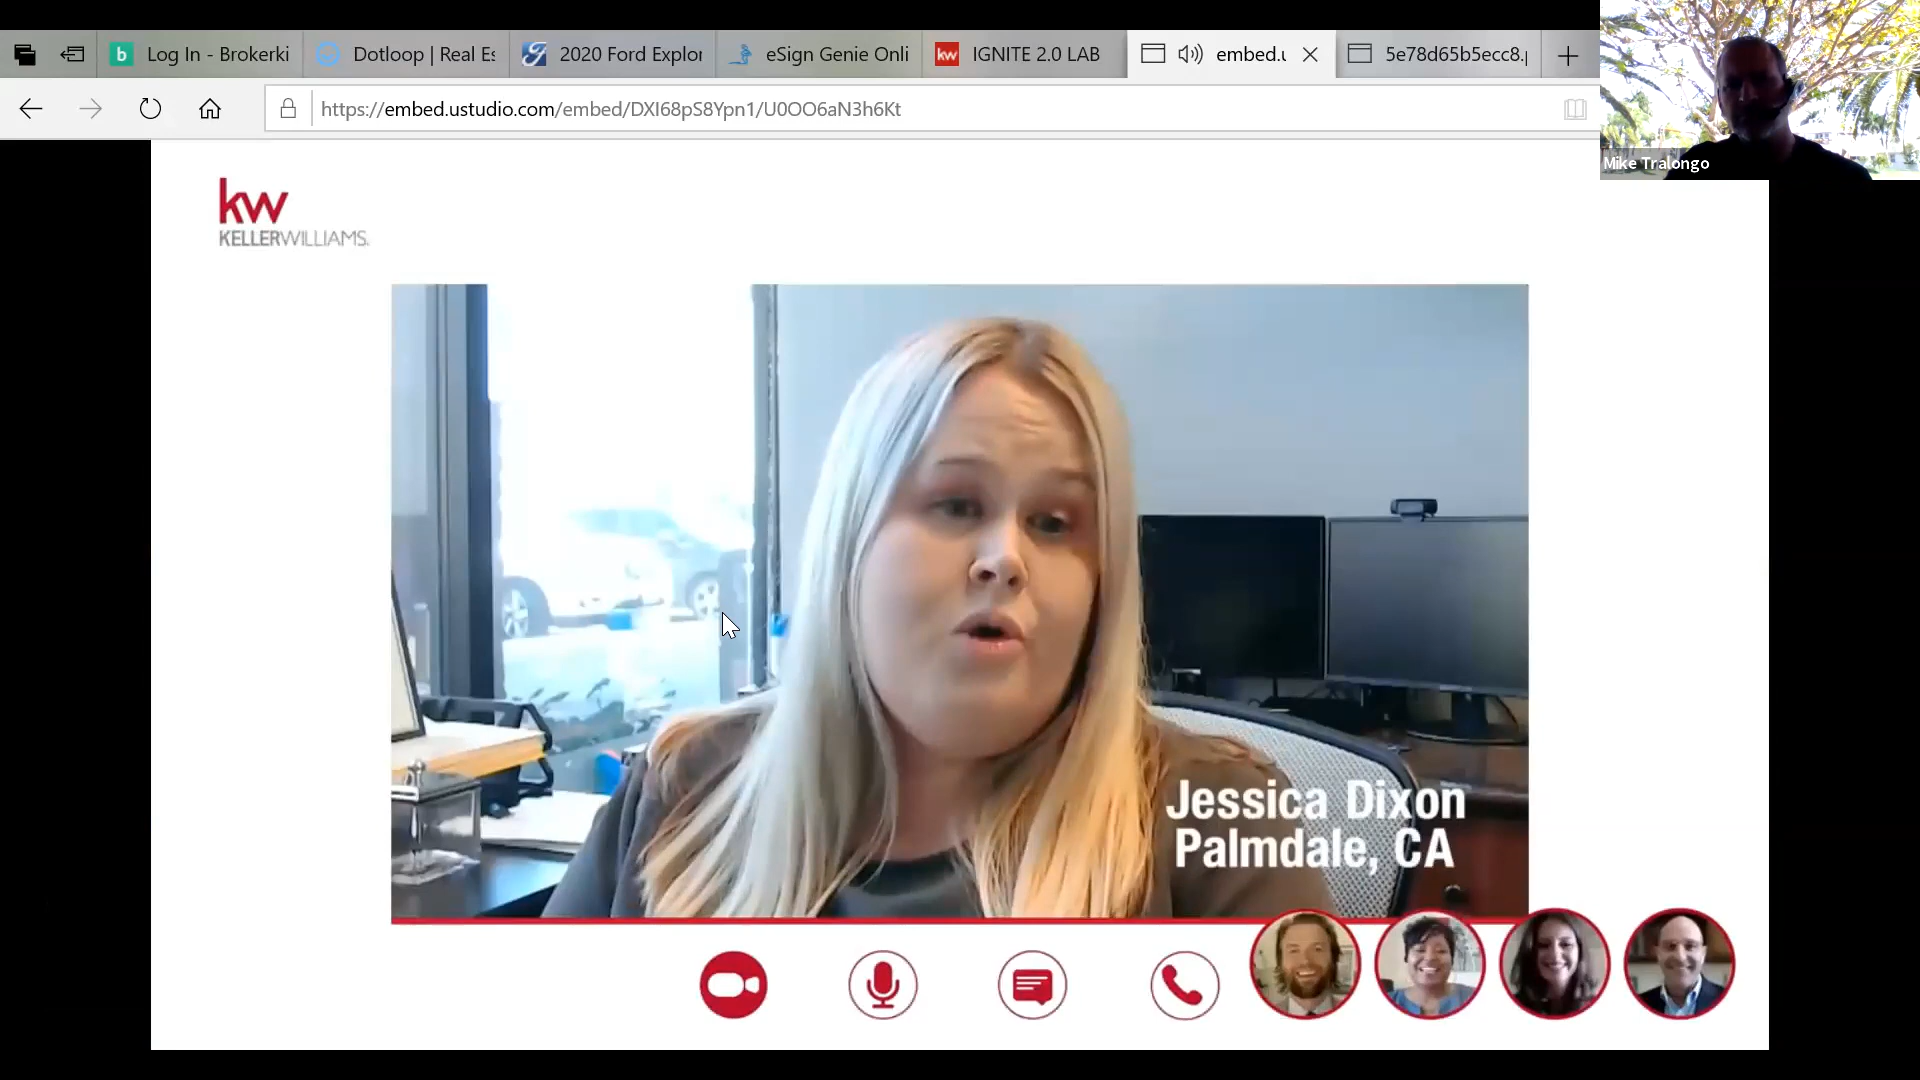 Log In - Brokerki
Dotloop | Real Es
2020 Ford Explor
eSign Genie Onli
kw
IGNITE 2.0 LAB
embed.u
5e78d65b5ecc8.p
https://embed.ustudio.com/embed/DXI68pS8Ypn1/U0OO6aN3h6Kt
Mike Tralongo
kw
KELLERWILLIAMS.
Jessica Dixon
Palmdale, CA